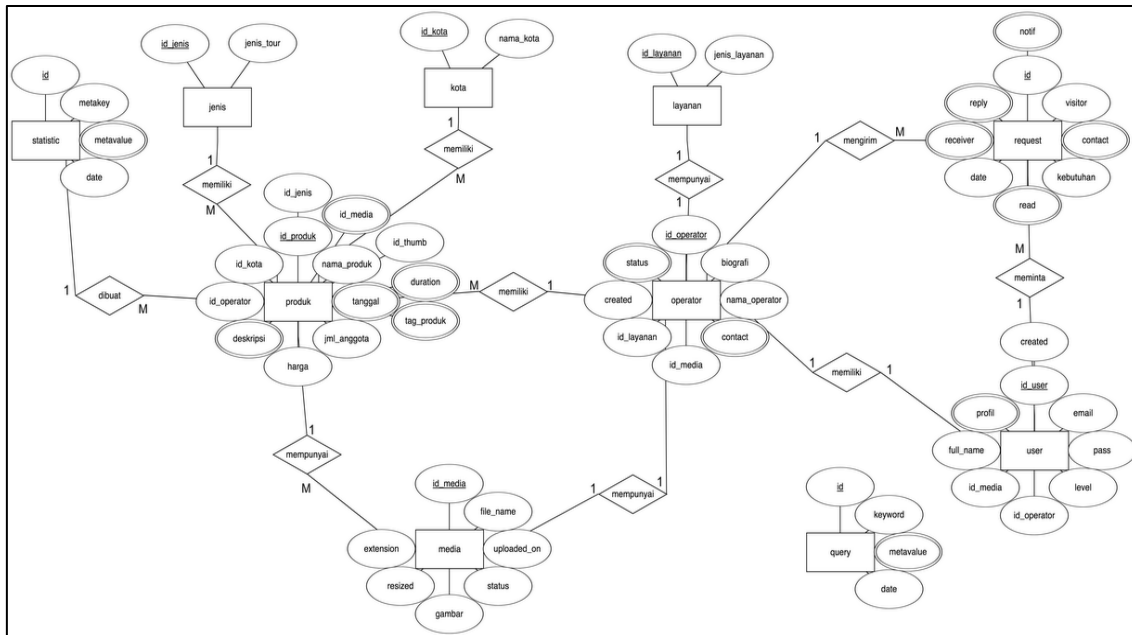 id
metakey
statistic
metavalue
date
id_jenis
jenis_tour
jenis
id_kota
nama_kota
kota
id_layanan
jenis_layanan
layanan
notif
id
reply
visitor
receiver
request
contact
date
kebutuhan
read
1
memiliki
M
1
memiliki
M
1
mempunyai
1
1
mengirim
M
1
dibuat
M
id_jenis
id_media
id_produk
id_thumb
id_kota
nama_produk
duration
id_operator
produk
tanggal
tag_produk
deskripsi
jml_anggota
harga
M
memiliki
1
id_operator
status
biografi
created
operator
nama_operator
id_layanan
contact
id_media
M
meminta
1
1
memiliki
1
created
id_user
profil
email
full_name
user
pass
id_media
level
id_operator
1
mempunyai
M
1
mempunyai
1
id_media
file_name
extension
media
uploaded_on
resized
status
gambar
id
keyword
query
metavalue
date